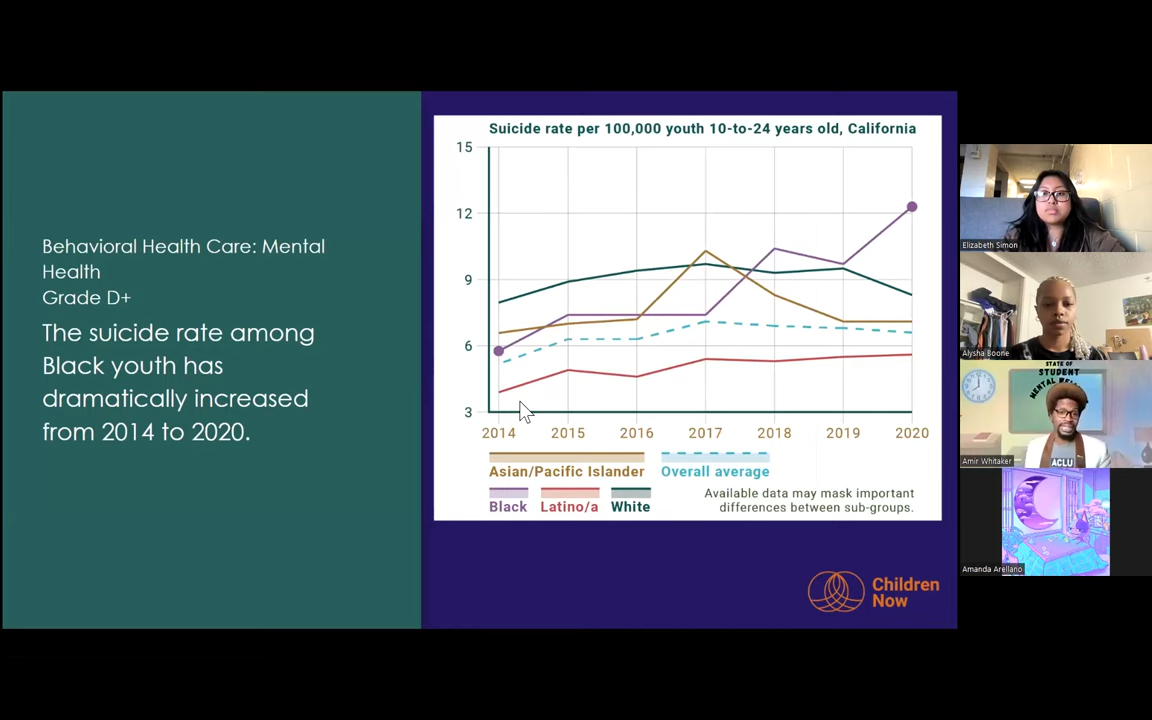 Behavioral Health Care: Mental
Health
Grade D+
The suicide rate among
Black youth has
dramatically increased
from 2014 to 2020.
Suicide rate per 100,000 youth 10-to-24 years old, California
15
12
9
6
3
2014 2015 2016 2017 2018 2019 2020
Asian/Pacific Islander Overall average
Black Latino/a White
Available data may mask important
differences between sub-groups.
Children
Now
Elizabeth Simon
Alysha Boone
STATE OF
STUDENT
MENTAL
ACLU
Amir Whitaker
Amanda Arellano